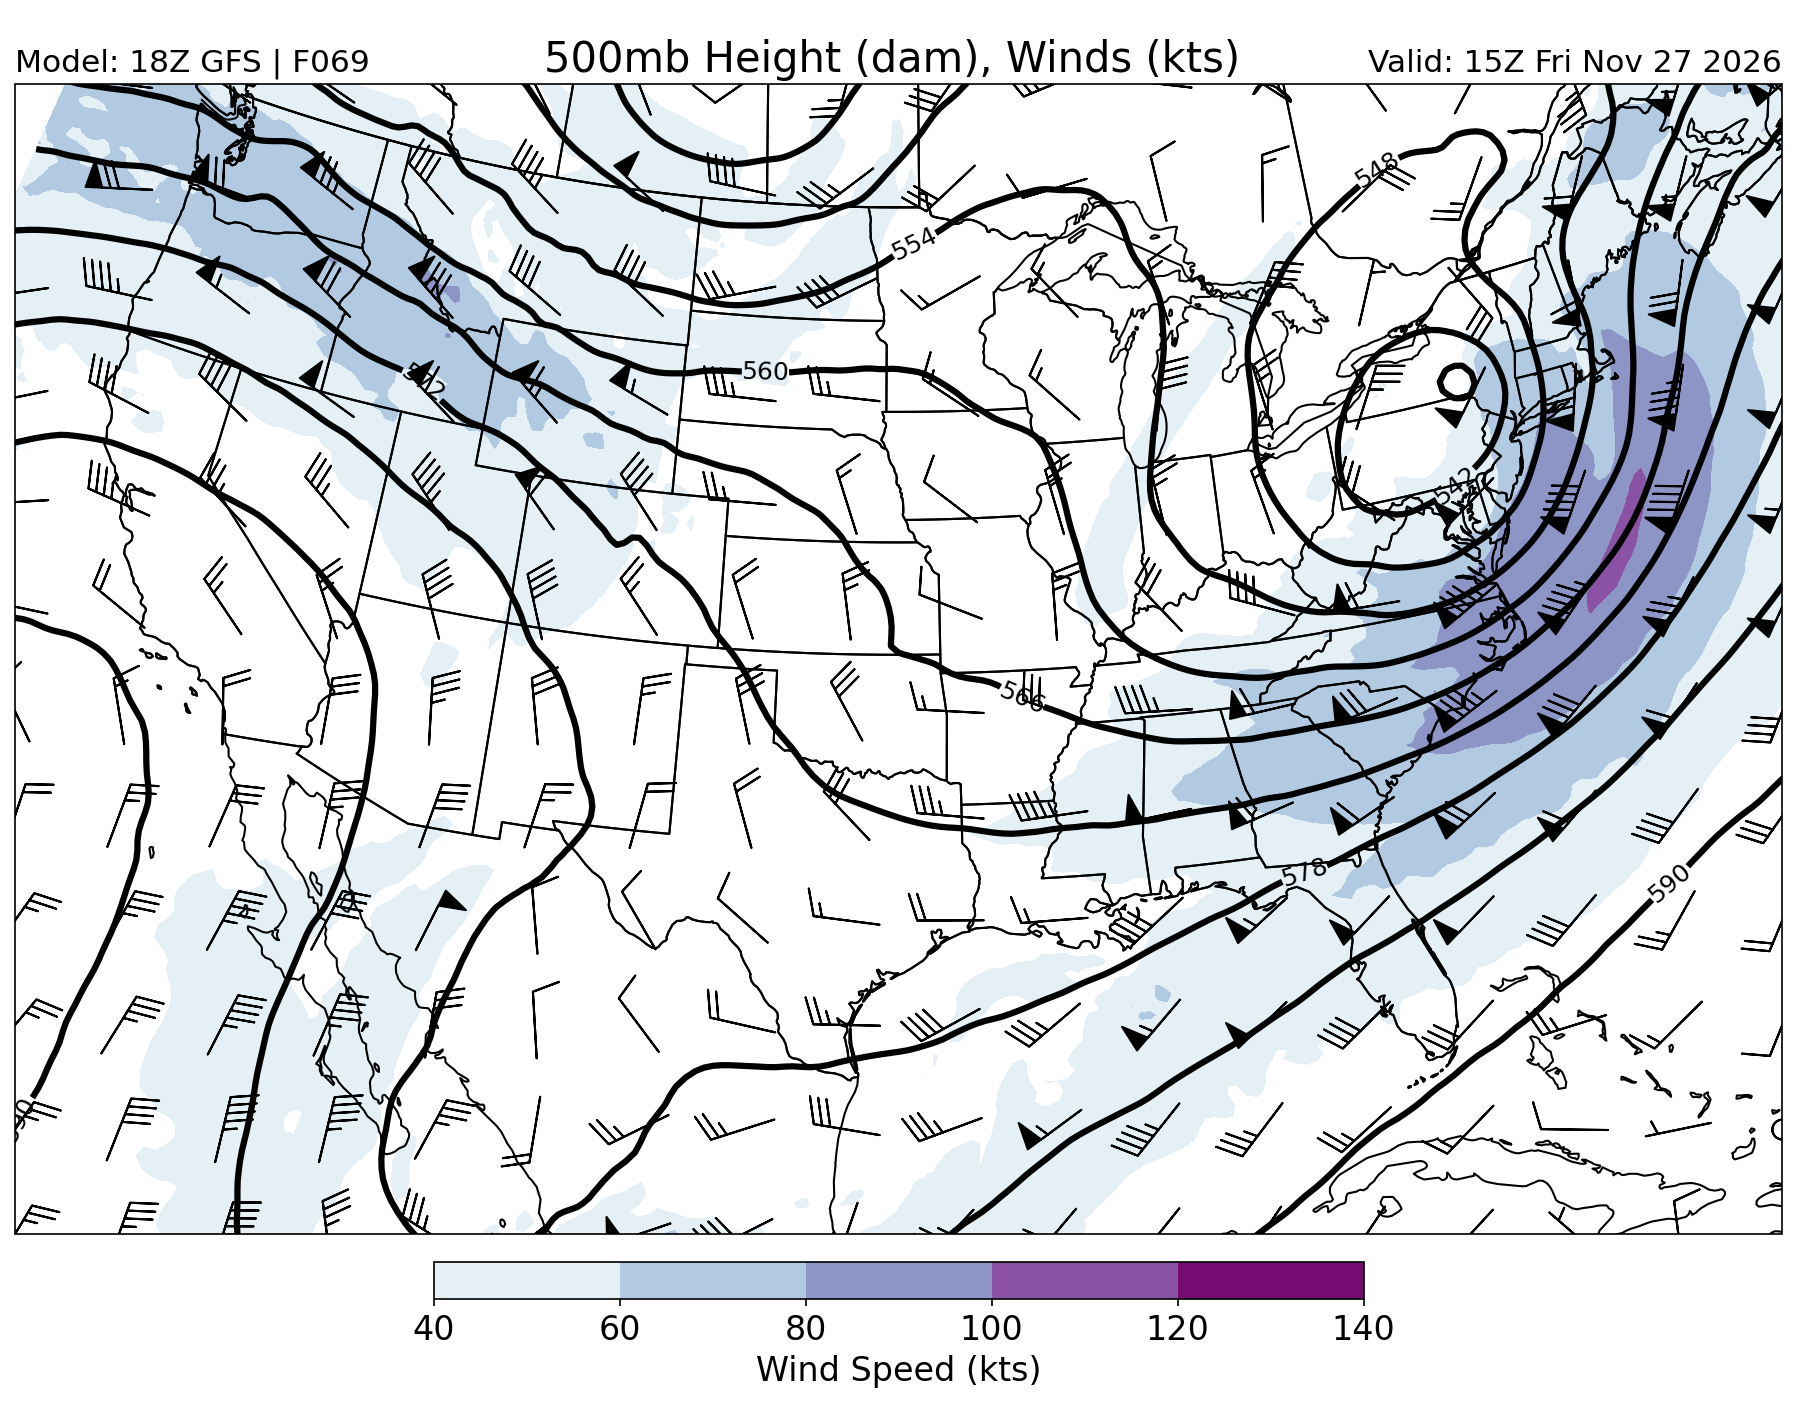 Model: 18Z GFS | F069
500mb Height (dam), Winds (kts)
Valid: 15Z Fri Nov 27 2026
548
554
560
542
566
578
590
40 60 80 100 120 140
Wind Speed (kts)